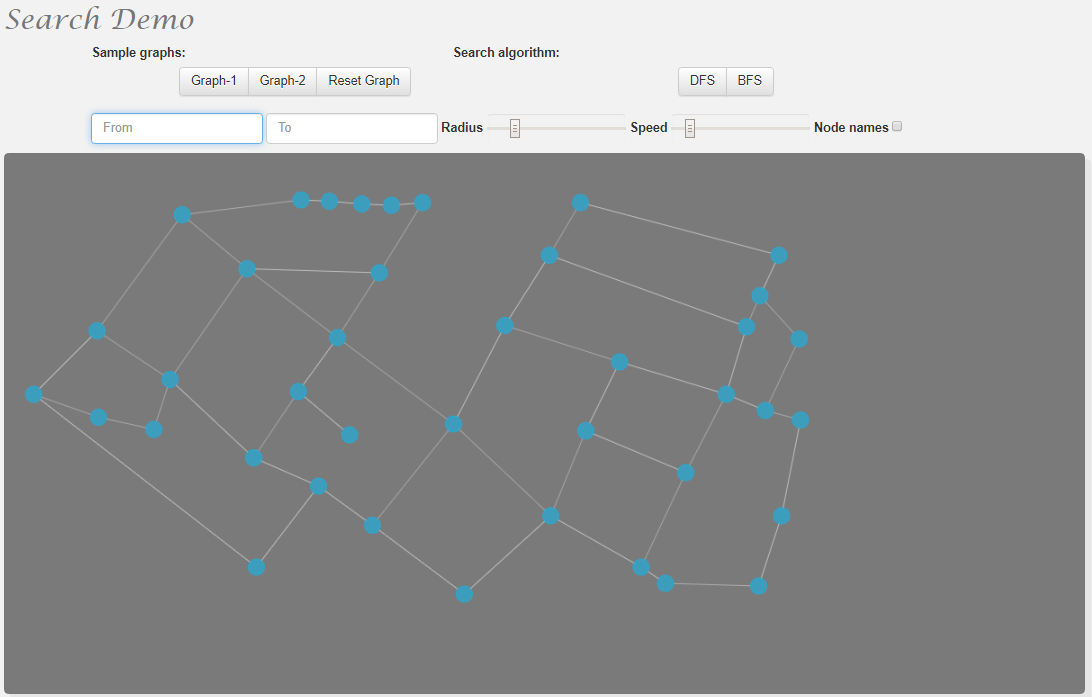 Search Demo
Sample graphs: Search algorithm:
Graph-1 Graph-2 Reset Graph DFS BFS
From To Radius Speed Node names